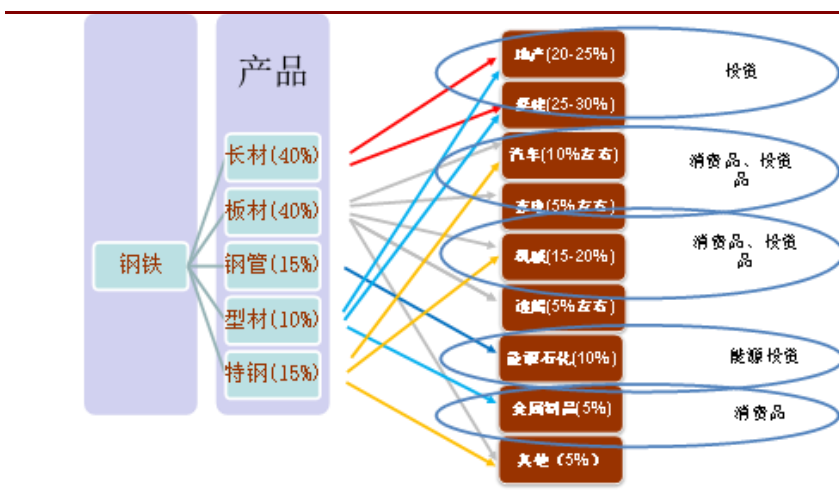 产品
钢铁
长材(40%)
板材(40%)
钢管(15%)
型材(10%)
特钢(15%)
地产(20-25%)
基建(25-30%)
汽车(10%左右)
家电(5%左右)
机械(15-20%)
造船(5%左右)
能源石化(10%)
金属制品(5%)
其他（5%）
投资
消费品、投资
品
消费品、投资
品
能源投资
消费品